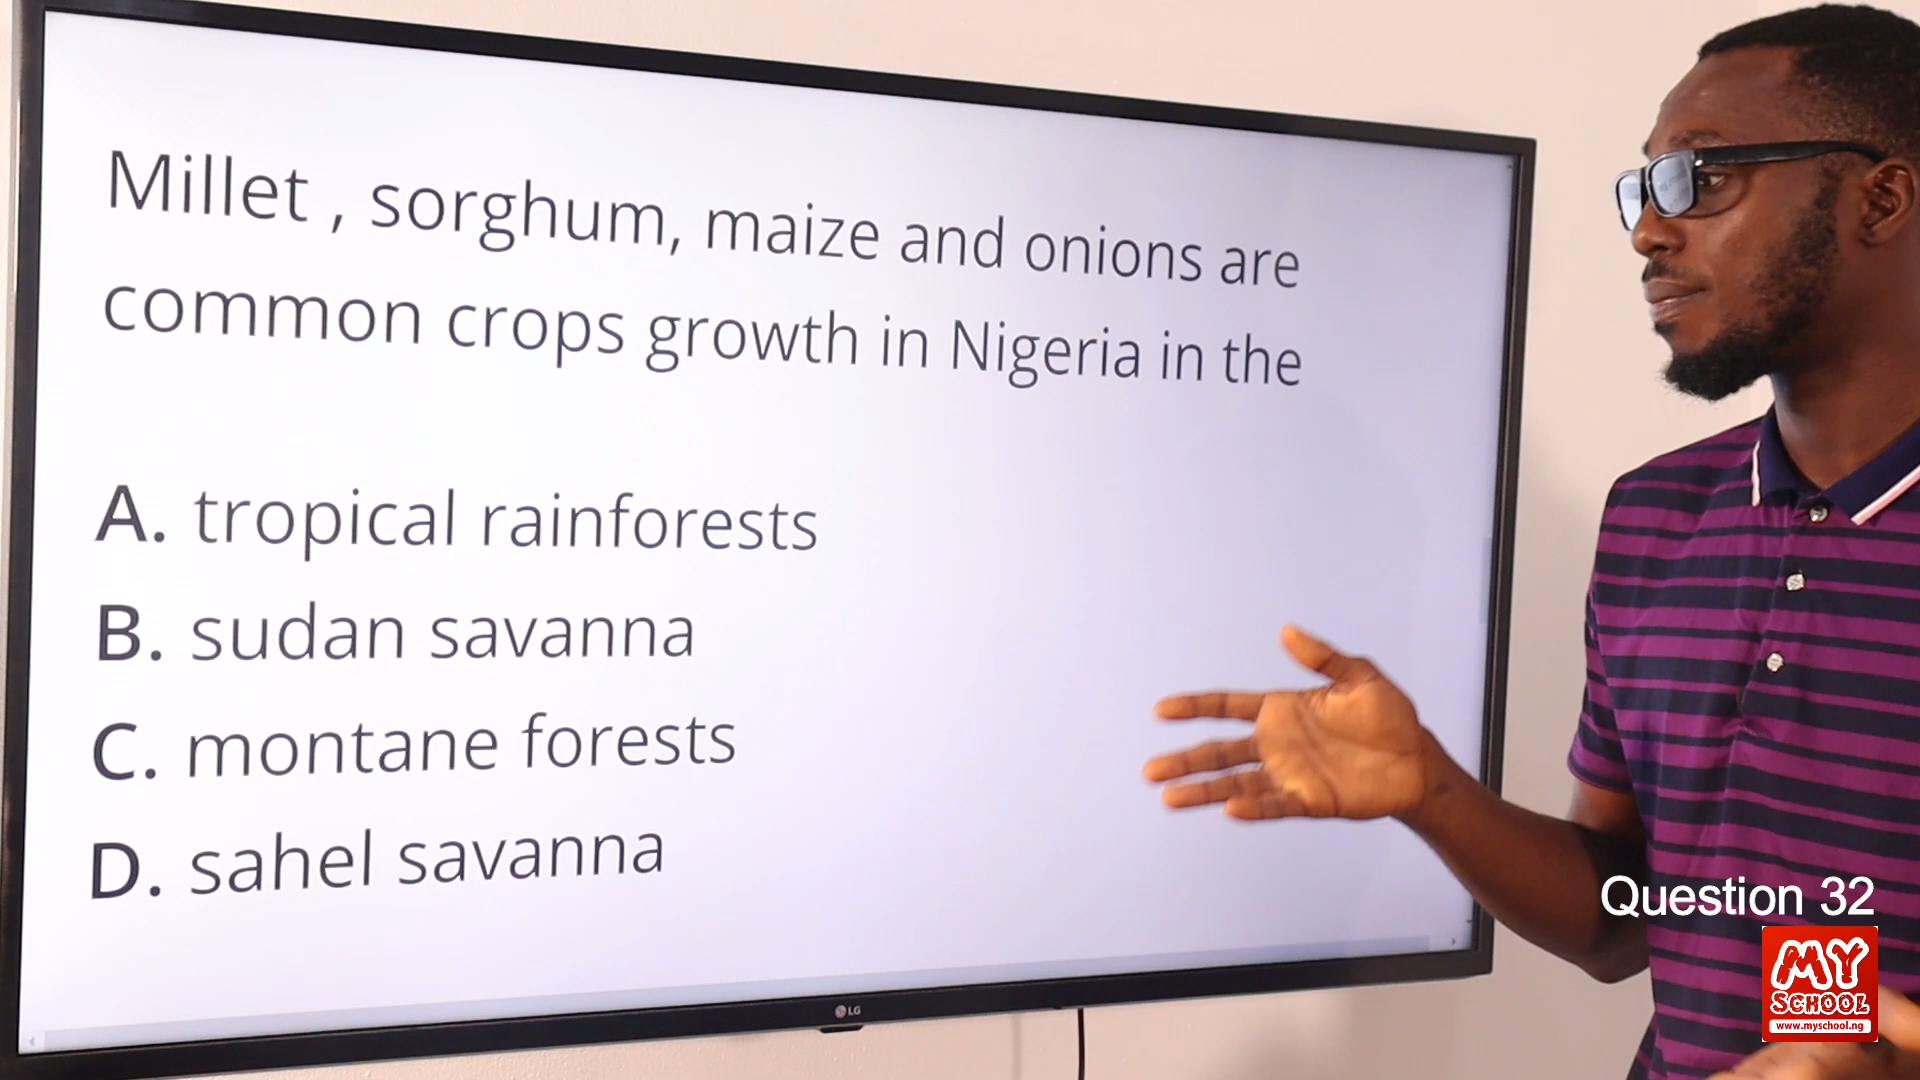 Millet , sorghum, maize and onions are
common crops growth in Nigeria in the
A. tropical rainforests
B. sudan savanna
C. montane forests
D. sahel savanna
LG
Question 32
MY
SCHOOL
www.myschool.ng